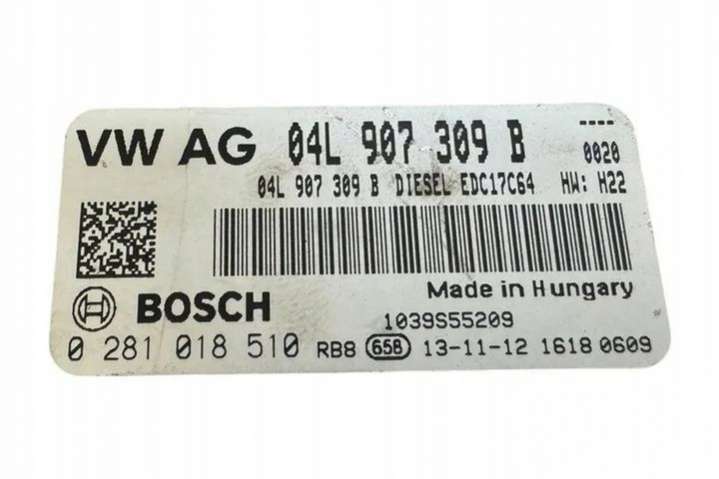 VW AG 04L 907 309 B ----
0020
04L 907 309 B DIESEL EDC17C64 HW: H22
Made in Hungary
BOSCH 1039S55209
0 281 018 510 RB8 658 13-11-12 1618 0609